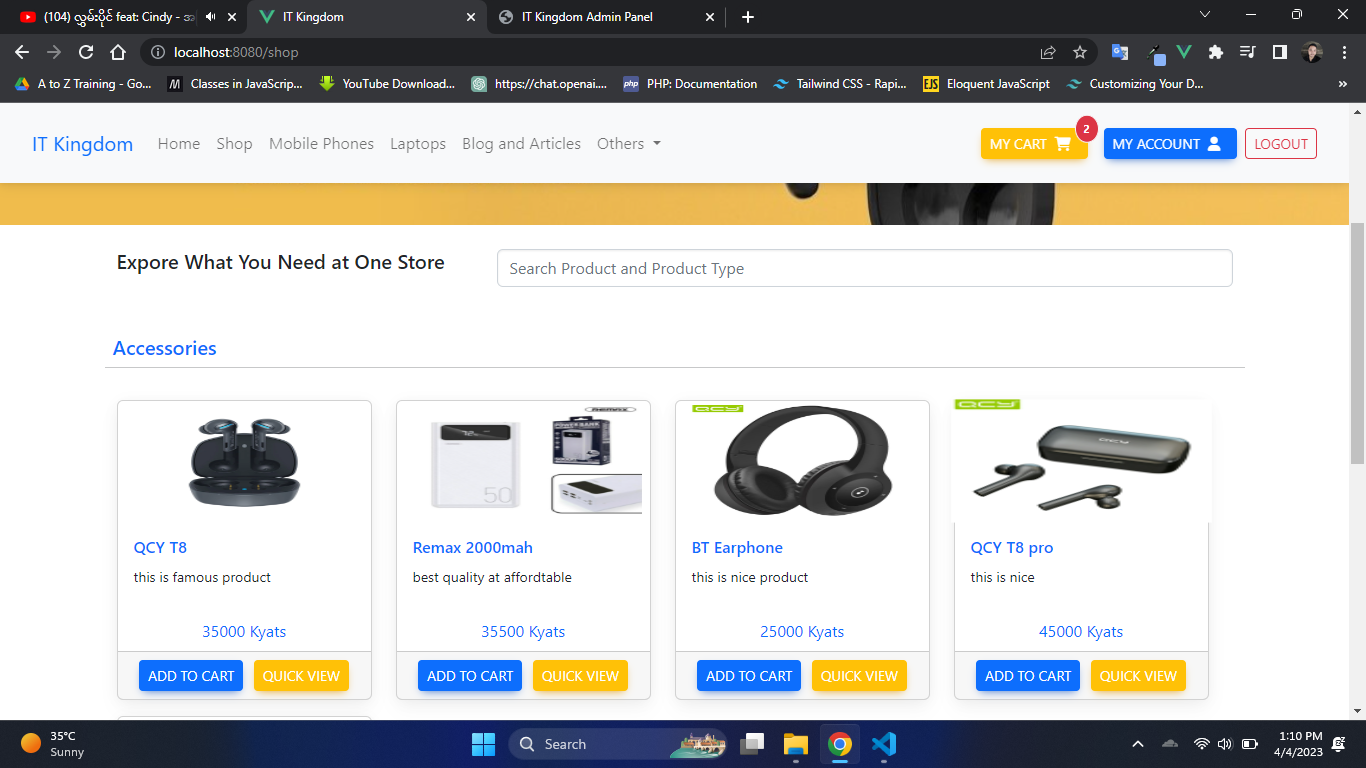 (104) လွှမ်းပိုင် feat: Cindy - အ
IT Kingdom
IT Kingdom Admin Panel
localhost:8080/shop
A to Z Training - Go...
Classes in JavaScrip...
YouTube Download...
https://chat.openai....
PHP: Documentation
Tailwind CSS - Rapi...
EJS
Eloquent JavaScript
Customizing Your D...
»
IT Kingdom
Home
Shop
Mobile Phones
Laptops
Blog and Articles
Others
MY CART
2
MY ACCOUNT
LOGOUT
Expore What You Need at One Store
Search Product and Product Type
Accessories
REMAX
POWER BANK
50
QCY
QCY
QCY
QCY T8
Remax 2000mah
BT Earphone
QCY T8 pro
this is famous product
best quality at affordtable
this is nice product
this is nice
35000 Kyats
35500 Kyats
25000 Kyats
45000 Kyats
ADD TO CART
QUICK VIEW
ADD TO CART
QUICK VIEW
ADD TO CART
QUICK VIEW
ADD TO CART
QUICK VIEW
35°C
Sunny
Search
1:10 PM
4/4/2023